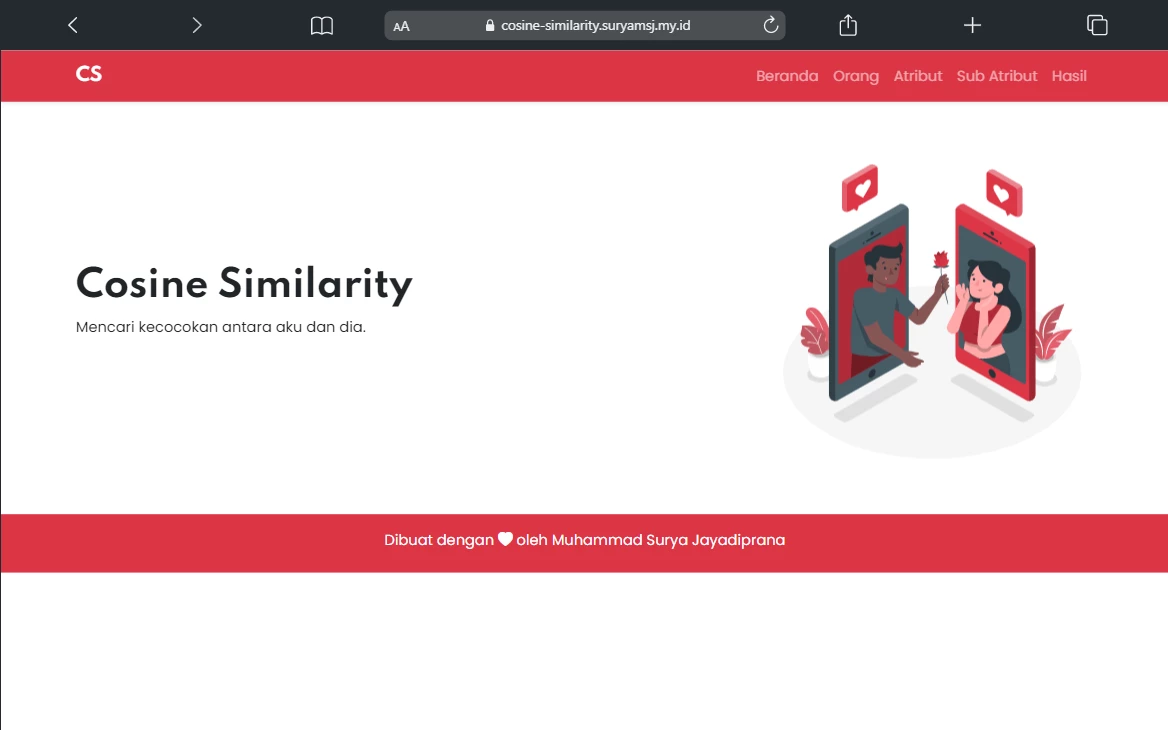 AA cosine-similarity.suryamsj.my.id
CS
Beranda Orang Atribut Sub Atribut Hasil
Cosine Similarity
Mencari kecocokan antara aku dan dia.
Dibuat dengan ♥ oleh Muhammad Surya Jayadiprana